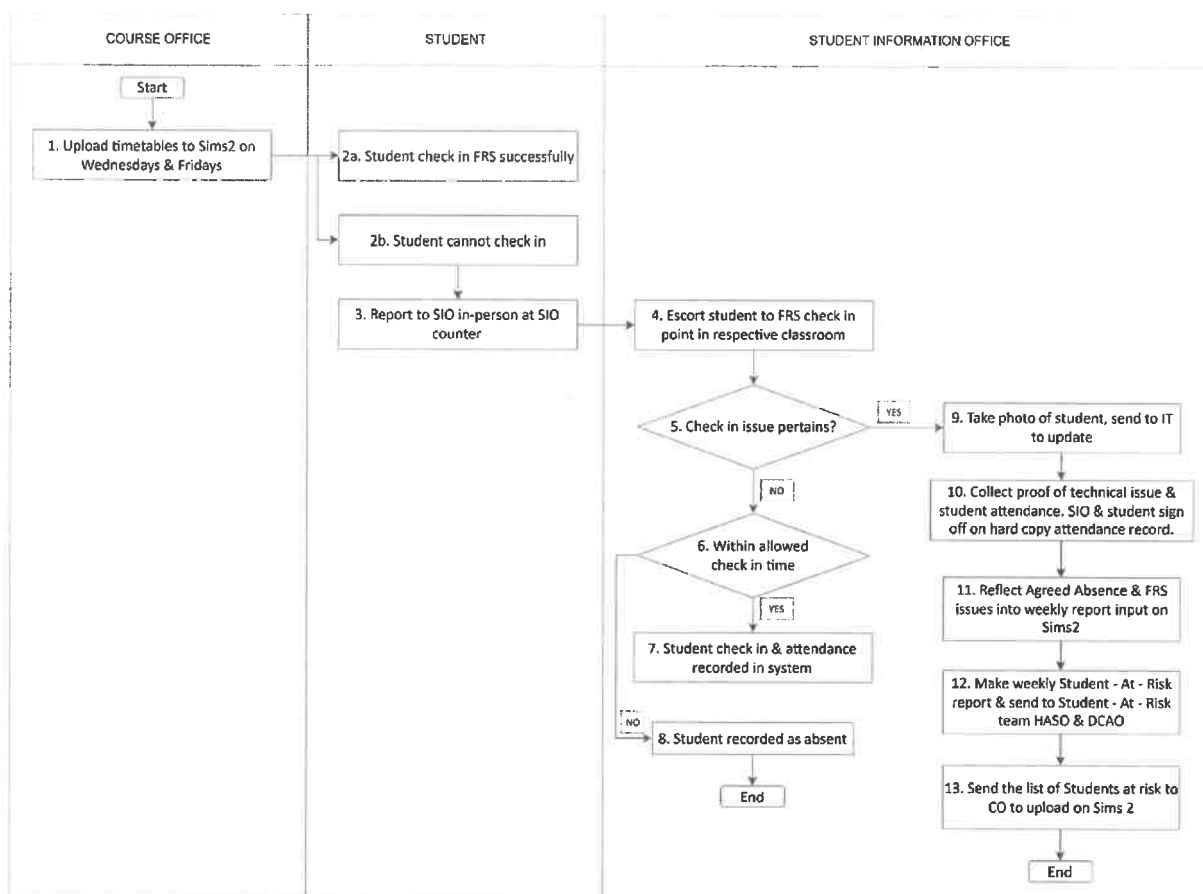 COURSE OFFICE
STUDENT
STUDENT INFORMATION OFFICE
Start
1. Upload timetables to Sims2 on
Wednesdays & Fridays
2a. Student check in FRS successfully
2b. Student cannot check in
3. Report to SIO in-person at SIO
counter
4. Escort student to FRS check in
point in respective classroom
5. Check in issue pertains?
YES
9. Take photo of student, send to IT
to update
NO
10. Collect proof of technical issue &
student attendance. SIO & student sign
off on hard copy attendance record.
6. Within allowed
check in time
YES
11. Reflect Agreed Absence & FRS
issues into weekly report input on
Sims2
7. Student check in & attendance
recorded in system
12. Make weekly Student - At - Risk
report & send to Student - At - Risk
team HASO & DCAO
NO
8. Student recorded as absent
End
13. Send the list of Students at risk to
CO to upload on Sims 2
End